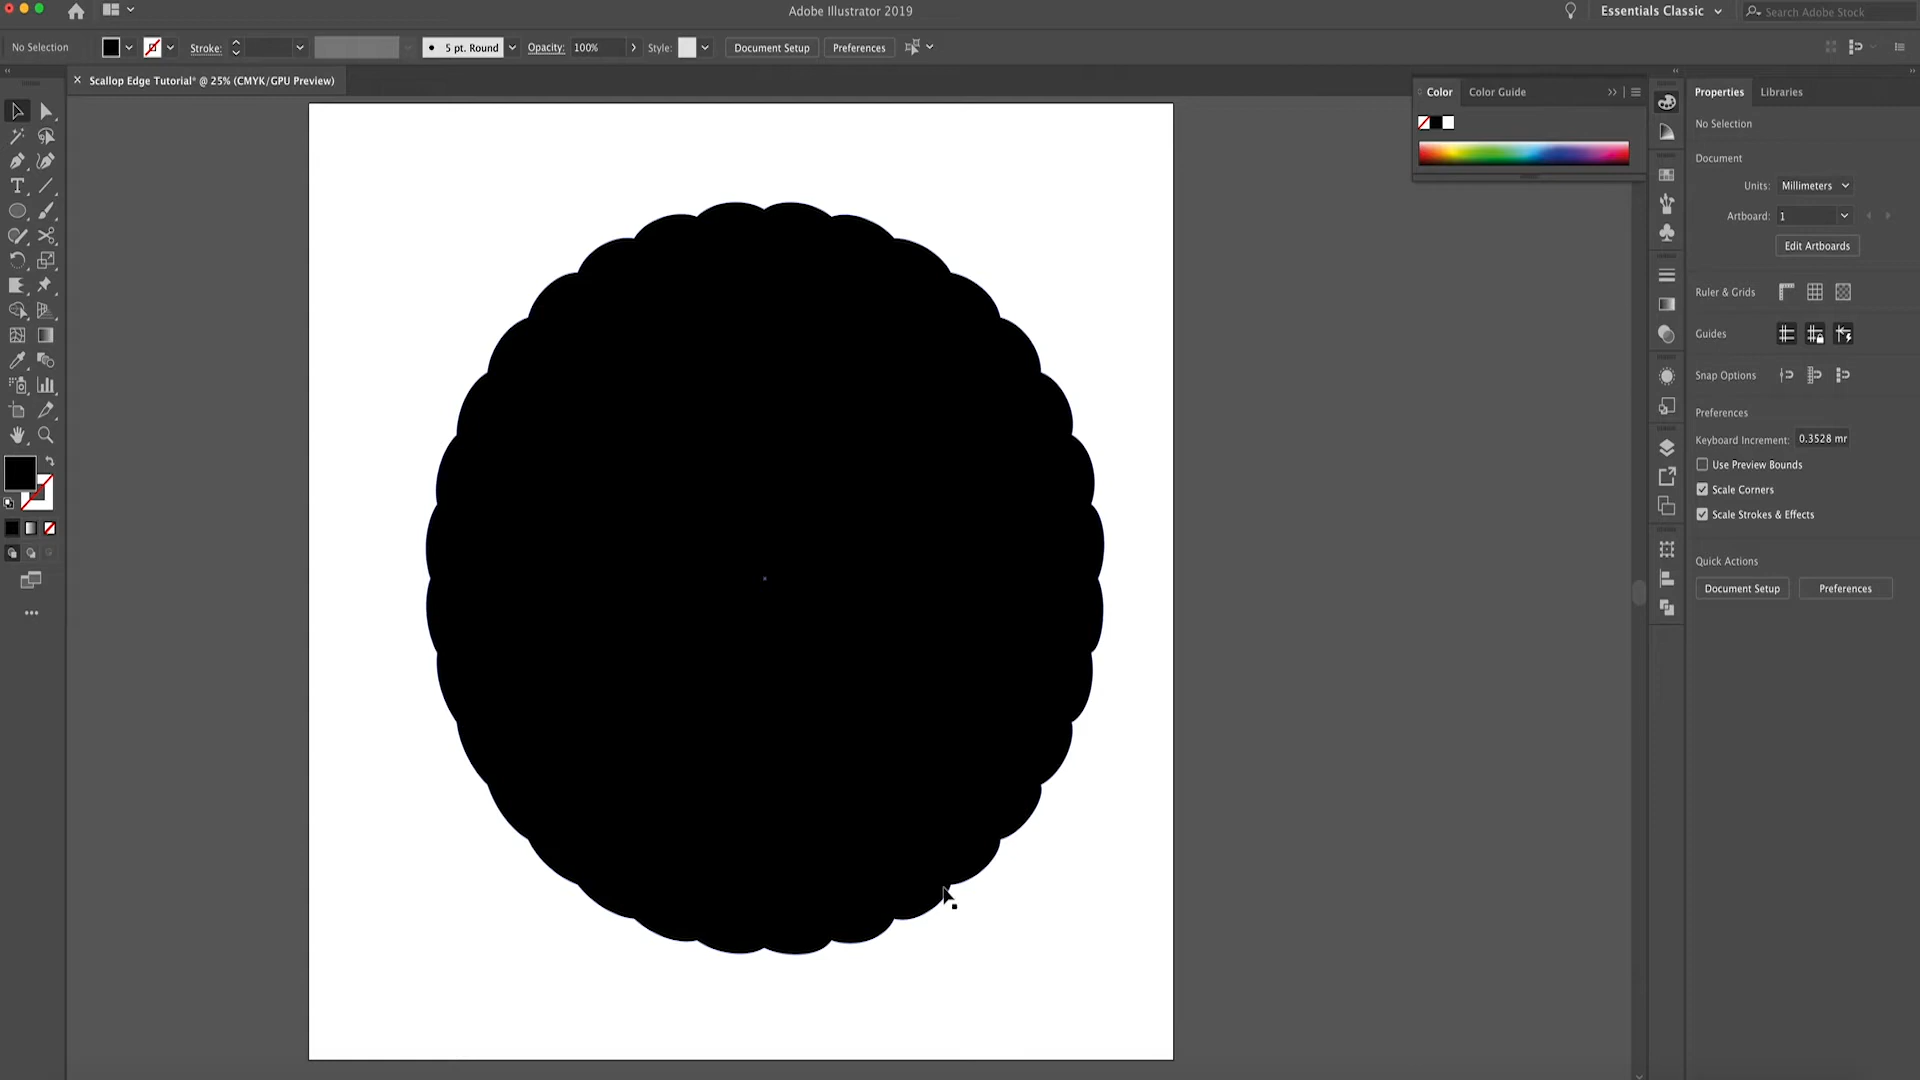 Adobe Illustrator 2019
Essentials Classic
Search Adobe Stock
No Selection
Stroke:
5 pt. Round
Opacity: 100%
Style:
Document Setup
Preferences
Scallop Edge Tutorial* @ 25% (CMYK/GPU Preview)
Color
Color Guide
Properties
Libraries
No Selection
Document
Units: Millimeters
Artboard: 1
Edit Artboards
Ruler & Grids
Guides
Snap Options
Preferences
Keyboard Increment: 0.3528 mr
Use Preview Bounds
Scale Corners
Scale Strokes & Effects
Quick Actions
Document Setup
Preferences